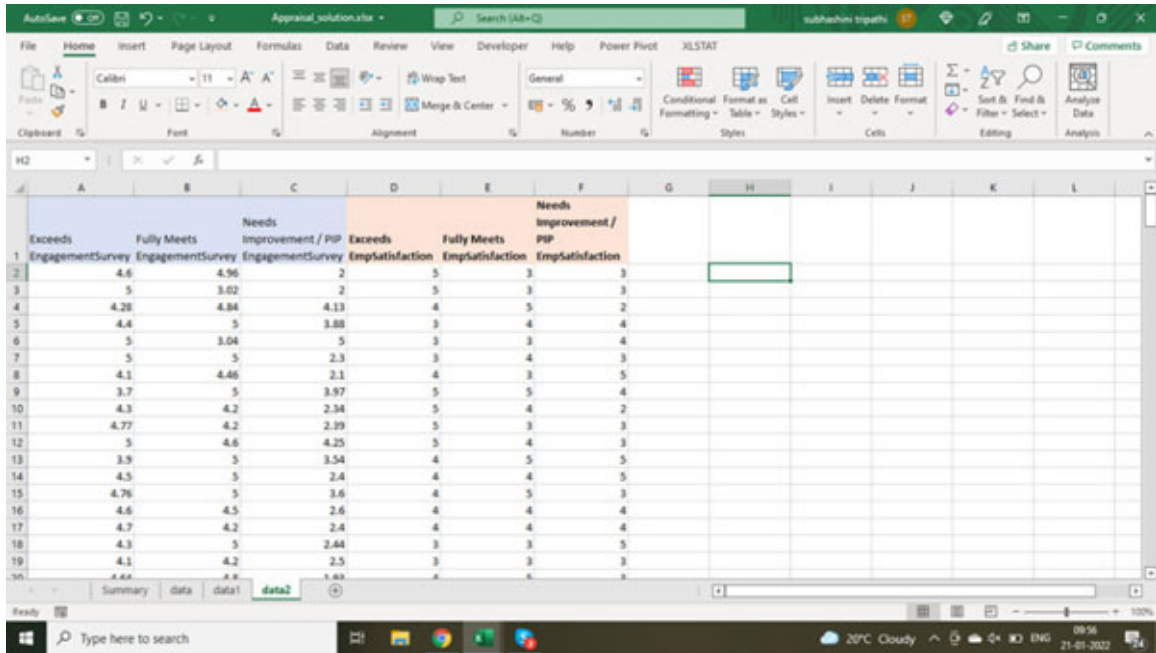 AutoSave Off Appraisal_solution.xlsx Search (Alt+Q) subhashini tripathi
File Home Insert Page Layout Formulas Data Review View Developer Help Power Pivot XLSTAT Share Comments
Calibri 11 Wrap Text General
Paste B I U Merge & Center Conditional Formatting Format as Table Cell Styles Insert Delete Format Sort & Filter Find & Select Analyze Data
Clipboard Font Alignment Number Styles Cells Editing Analysis
H2 fx
A B C D E F G H I J K L
1 Exceeds EngagementSurvey Fully Meets EngagementSurvey Needs Improvement / PIP EngagementSurvey Exceeds EmpSatisfaction Fully Meets EmpSatisfaction Needs Improvement / PIP EmpSatisfaction
2 4.6 4.96 2 5 3 3
3 5 3.02 2 5 3 3
4 4.28 4.84 4.13 4 5 2
5 4.4 5 3.88 3 4 4
6 5 3.04 5 3 3 4
7 5 5 2.3 3 4 3
8 4.1 4.46 2.1 4 3 5
9 3.7 5 3.97 5 5 4
10 4.3 4.2 2.34 5 4 2
11 4.77 4.2 2.39 5 3 3
12 5 4.6 4.25 5 4 3
13 3.9 5 3.54 4 5 5
14 4.5 5 2.4 4 4 5
15 4.76 5 3.6 4 5 3
16 4.6 4.5 2.6 4 4 4
17 4.7 4.2 2.4 4 4 4
18 4.3 5 2.44 3 3 5
19 4.1 4.2 2.5 3 3 3
Summary data data1 data2
Ready 100%
Type here to search 20°C Cloudy ENG 09:56
21-01-2022